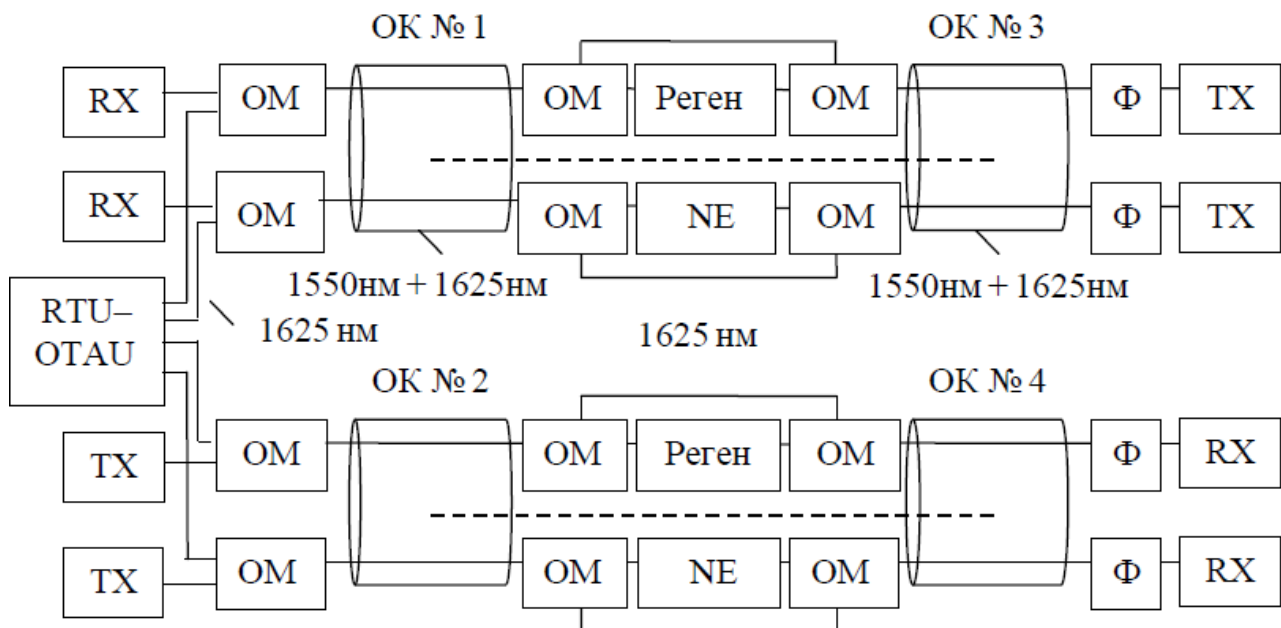 ОК № 1 ОК № 3
RX ОМ ОМ Реген ОМ Ф TX
RX ОМ ОМ NE ОМ Ф TX
1550нм + 1625нм 1550нм + 1625нм
RTU–
OTAU
1625 нм 1625 нм
ОК № 2 ОК № 4
TX ОМ ОМ Реген ОМ Ф RX
TX ОМ ОМ NE ОМ Ф RX